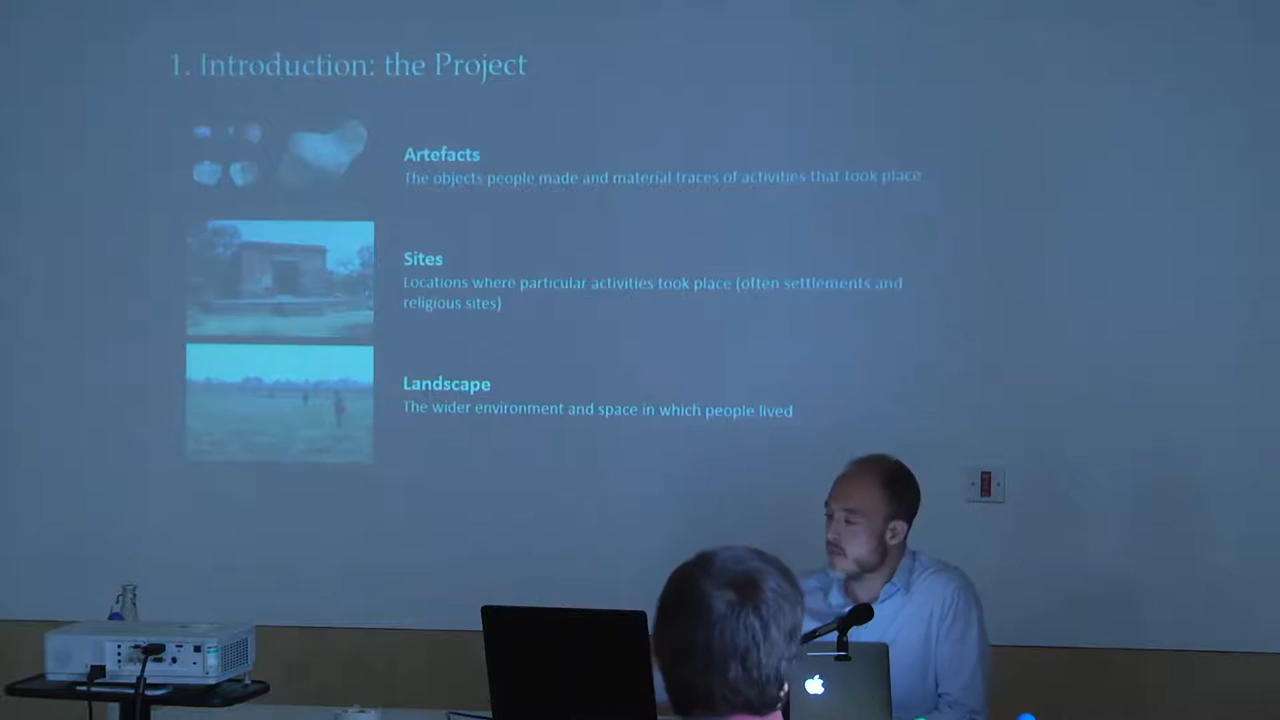 1. Introduction: the Project
Artefacts
The objects people made and material traces of activities that took place
Sites
Locations where particular activities took place (often settlements and
religious sites)
Landscape
The wider environment and space in which people lived